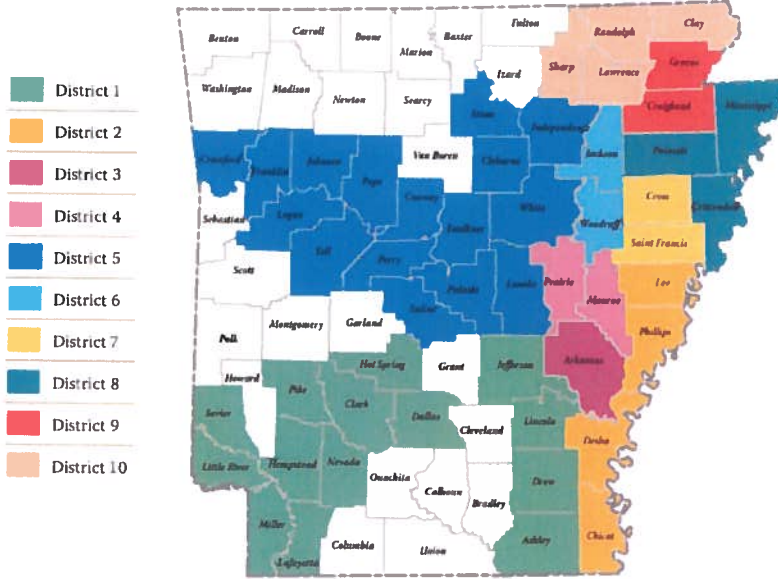 District 1
District 2
District 3
District 4
District 5
District 6
District 7
District 8
District 9
District 10
Benton
Carroll
Boone
Marion
Baxter
Fulton
Randolph
Clay
Washington
Madison
Newton
Searcy
Izard
Sharp
Lawrence
Greene
Craighead
Mississippi
Crawford
Franklin
Johnson
Pope
Van Buren
Stone
Cleburne
Independence
Jackson
Poinsett
Sebastian
Logan
Yell
Conway
Perry
Faulkner
White
Woodruff
Cross
Crittenden
Saint Francis
Scott
Saline
Pulaski
Lonoke
Prairie
Monroe
Lee
Phillips
Polk
Montgomery
Garland
Hot Spring
Grant
Jefferson
Arkansas
Howard
Pike
Clark
Dallas
Cleveland
Lincoln
Desha
Sevier
Little River
Hempstead
Nevada
Ouachita
Calhoun
Bradley
Drew
Chicot
Miller
Lafayette
Columbia
Union
Ashley